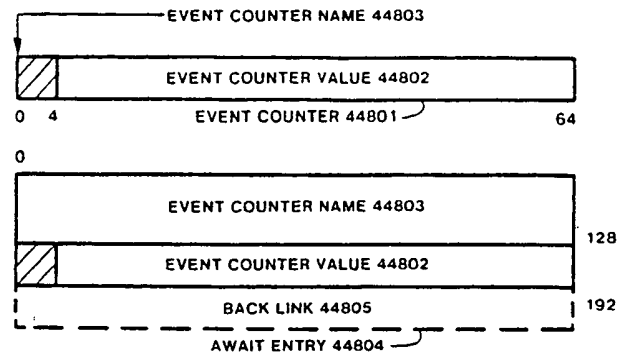 EVENT COUNTER NAME 44803
EVENT COUNTER VALUE 44802
0 4 EVENT COUNTER 44801 64
0
EVENT COUNTER NAME 44803
128
EVENT COUNTER VALUE 44802
BACK LINK 44805 192
AWAIT ENTRY 44804